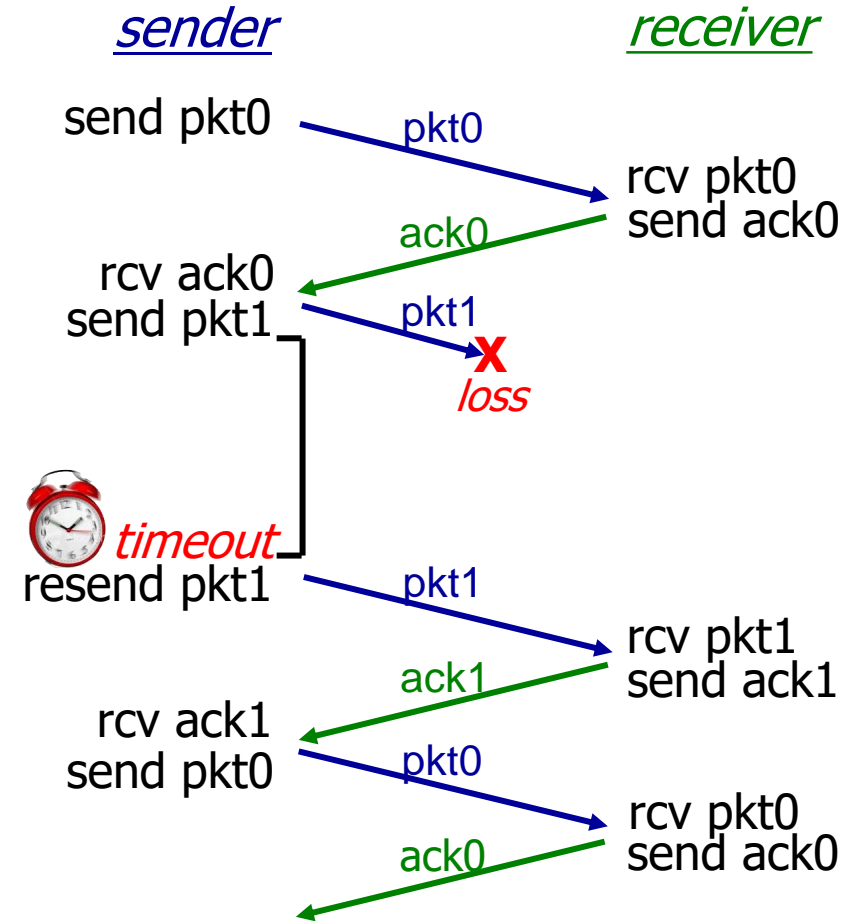 sender
receiver
send pkt0
pkt0
rcv pkt0
send ack0
ack0
rcv ack0
send pkt1
pkt1
X
loss
timeout
resend pkt1
pkt1
rcv pkt1
send ack1
ack1
rcv ack1
send pkt0
pkt0
rcv pkt0
send ack0
ack0